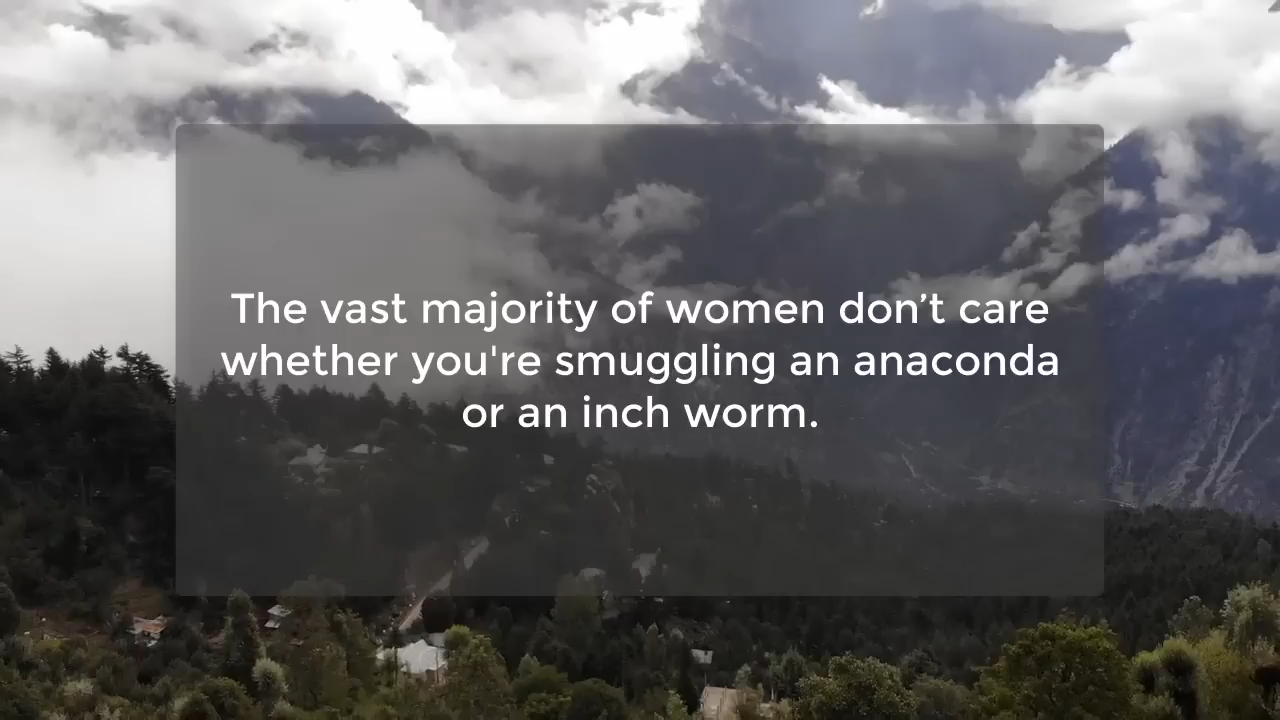 The vast majority of women don’t care
whether you're smuggling an anaconda
or an inch worm.